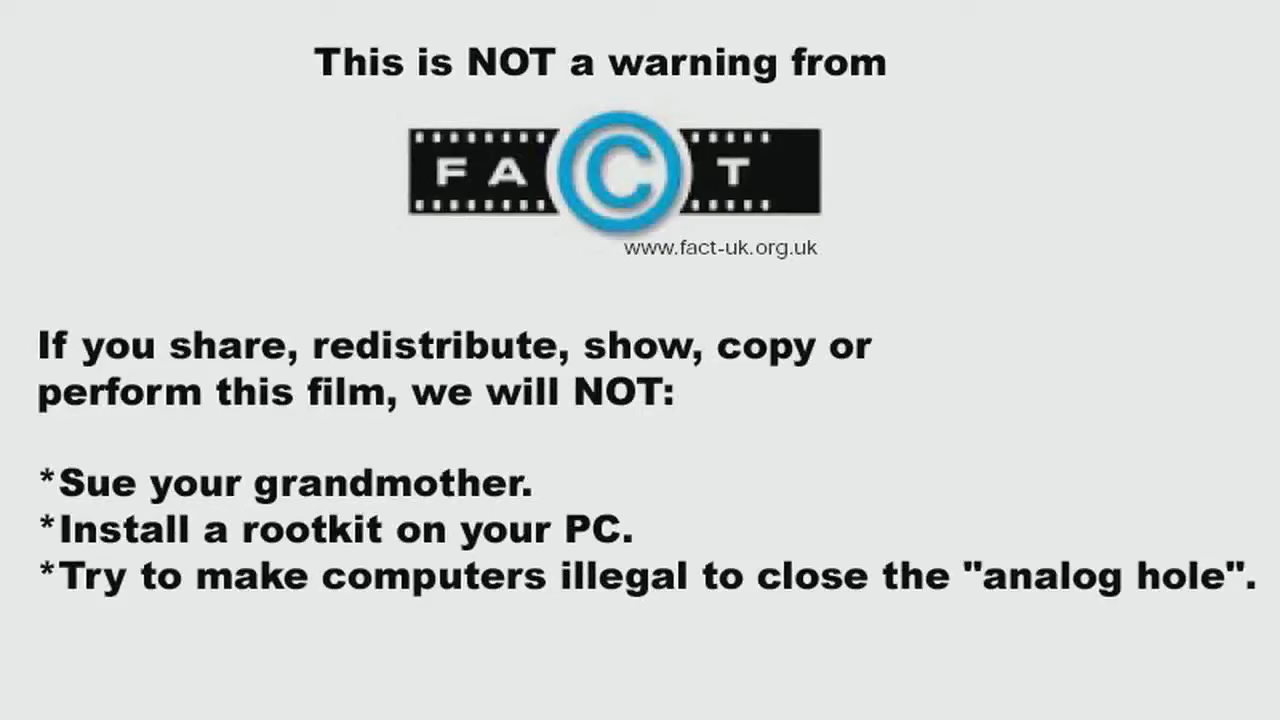 This is NOT a warning from
FA©T
www.fact-uk.org.uk
If you share, redistribute, show, copy or
perform this film, we will NOT:
*Sue your grandmother.
*Install a rootkit on your PC.
*Try to make computers illegal to close the "analog hole".